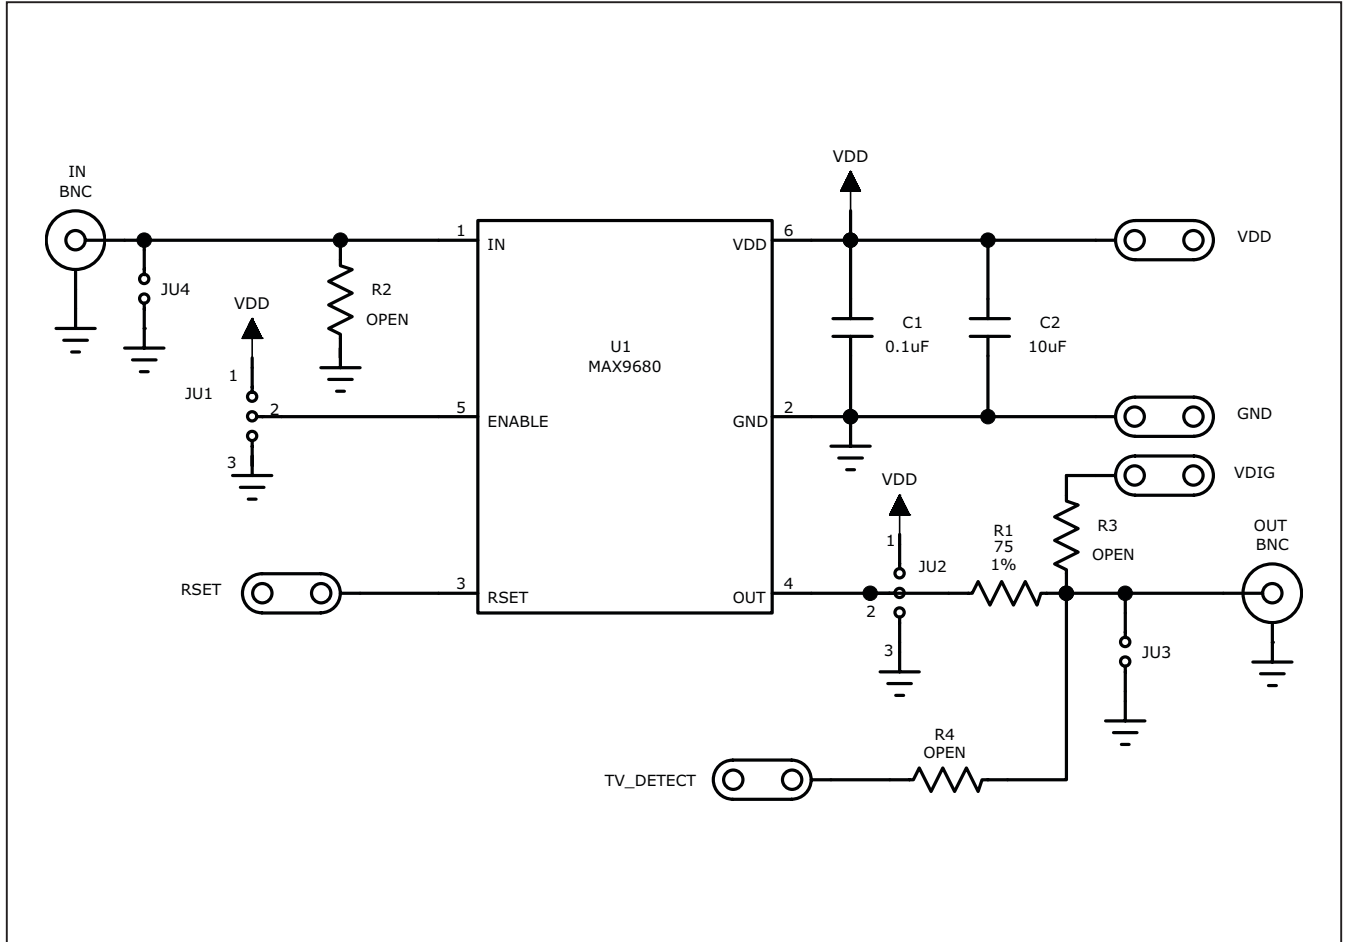 IN
BNC
VDD
1
6
IN
VDD
VDD
JU4
R2
OPEN
VDD
C1
0.1uF
C2
10uF
U1
MAX9680
1
JU1
2
3
5
ENABLE
2
GND
GND
VDIG
VDD
1
JU2
2
3
R1
75
1%
R3
OPEN
OUT
BNC
RSET
3
RSET
4
OUT
JU3
R4
OPEN
TV_DETECT